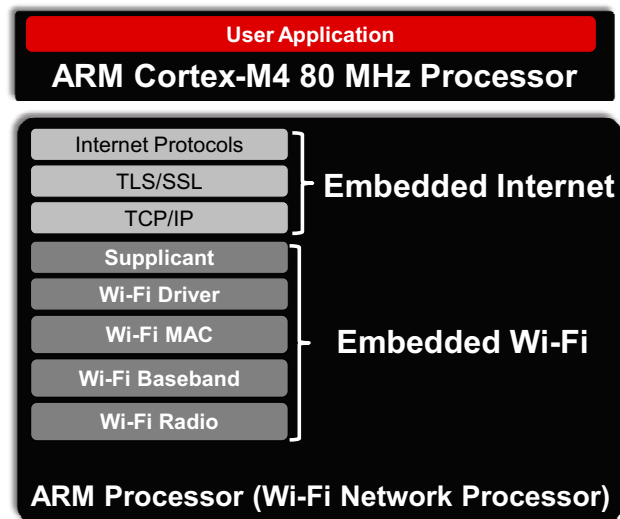 User Application
ARM Cortex-M4 80 MHz Processor
Internet Protocols
TLS/SSL
TCP/IP
Embedded Internet
Supplicant
Wi-Fi Driver
Wi-Fi MAC
Wi-Fi Baseband
Wi-Fi Radio
Embedded Wi-Fi
ARM Processor (Wi-Fi Network Processor)